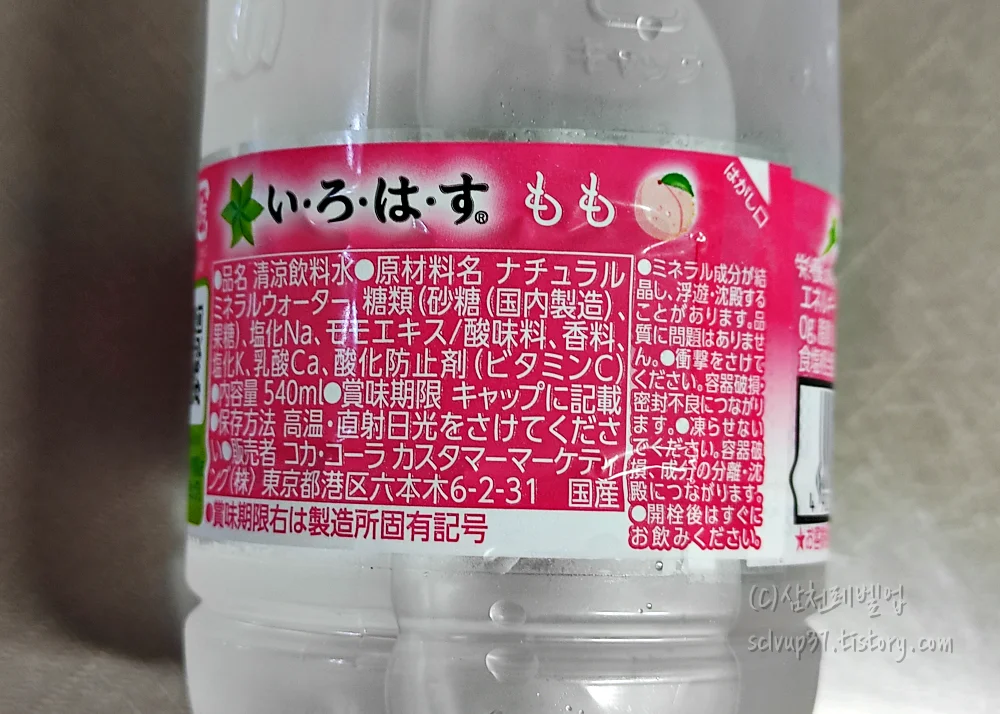 キャップ
い・ろ・は・す® もも
はがし口
●品名 清涼飲料水●原材料名 ナチュラル
ミネラルウォーター、糖類(砂糖(国内製造)、
果糖)、塩化Na、モモエキス/酸味料、香料、
塩化K、乳酸Ca、酸化防止剤(ビタミンC)
●内容量 540ml●賞味期限 キャップに記載
●保存方法 高温・直射日光をさけてくださ
い●販売者 コカ・コーラ カスタマーマーケティ
ング(株) 東京都港区六本木6-2-31 国産
●賞味期限右は製造所固有記号
●ミネラル成分が結
晶し、浮遊・沈殿する
ことがあります。品
質に問題はありませ
ん。●衝撃をさけて
ください。容器破損・
密封不良につながり
ます。●凍らせない
でください。容器破
損、成分の分離・沈
殿につながります。
●開栓後はすぐに
お飲みください。
(C)삼천레벨업
sclvup37.tistory.com